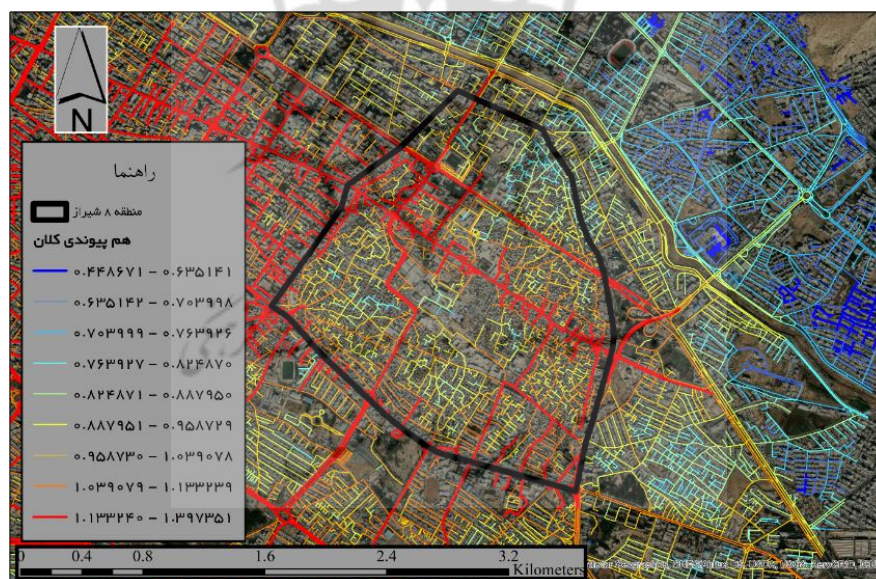 N
راهنما
منطقه ۸ شیراز
هم پیوندی کلان
۰.۴۴۸۶۷۱ - ۰.۶۳۵۱۴۱
۰.۶۳۵۱۴۲ - ۰.۷۰۳۹۹۸
۰.۷۰۳۹۹۹ - ۰.۷۶۳۹۲۶
۰.۷۶۳۹۲۷ - ۰.۸۲۴۸۷۰
۰.۸۲۴۸۷۱ - ۰.۸۸۷۹۵۰
۰.۸۸۷۹۵۱ - ۰.۹۵۸۷۲۹
۰.۹۵۸۷۳۰ - ۱.۰۳۹۰۷۸
۱.۰۳۹۰۷۹ - ۱.۱۳۳۲۳۹
۱.۱۳۳۲۴۰ - ۱.۳۹۷۳۵۱
0 0.4 0.8 1.6 2.4 3.2
Kilometers